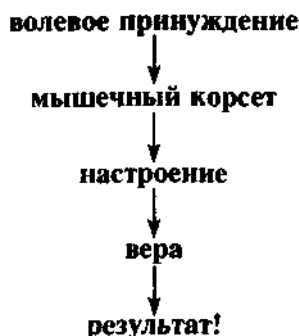 волевое принуждение
мышечный корсет
настроение
вера
результат!